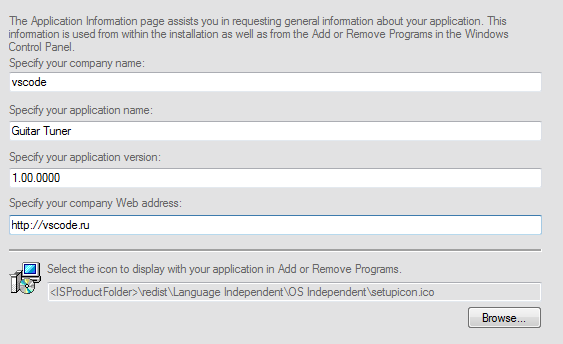 The Application Information page assists you in requesting general information about your application. This
information is used from within the installation as well as from the Add or Remove Programs in the Windows
Control Panel.
Specify your company name:
vscode
Specify your application name:
Guitar Tuner
Specify your application version:
1.00.0000
Specify your company Web address:
http://vscode.ru
Select the icon to display with your application in Add or Remove Programs.
<ISProductFolder>\redist\Language Independent\OS Independent\setupicon.ico
Browse...